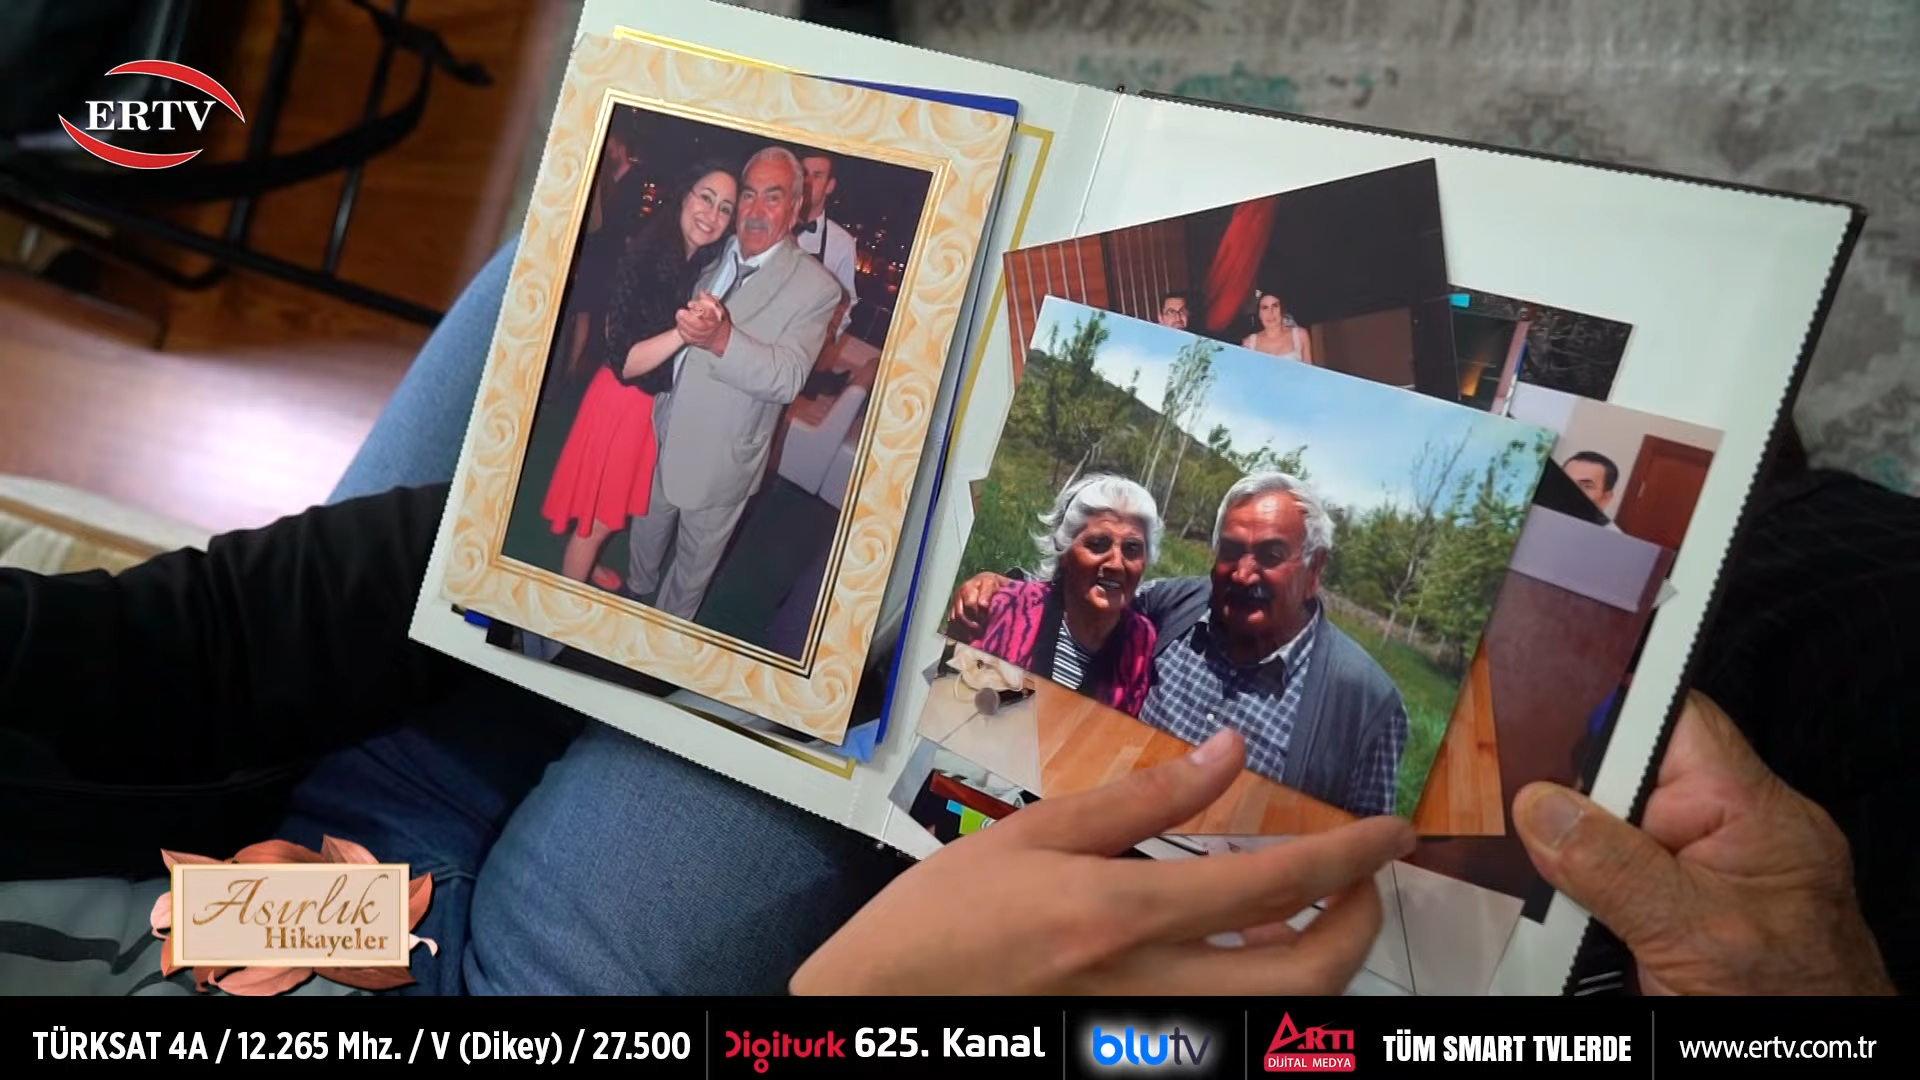 ERTV
Asırlık
Hikayeler
TÜRKSAT 4A / 12.265 Mhz. / V (Dikey) / 27.500
Digiturk 625. Kanal
blutv
ARTI
DİJİTAL MEDYA
TÜM SMART TVLERDE
www.ertv.com.tr